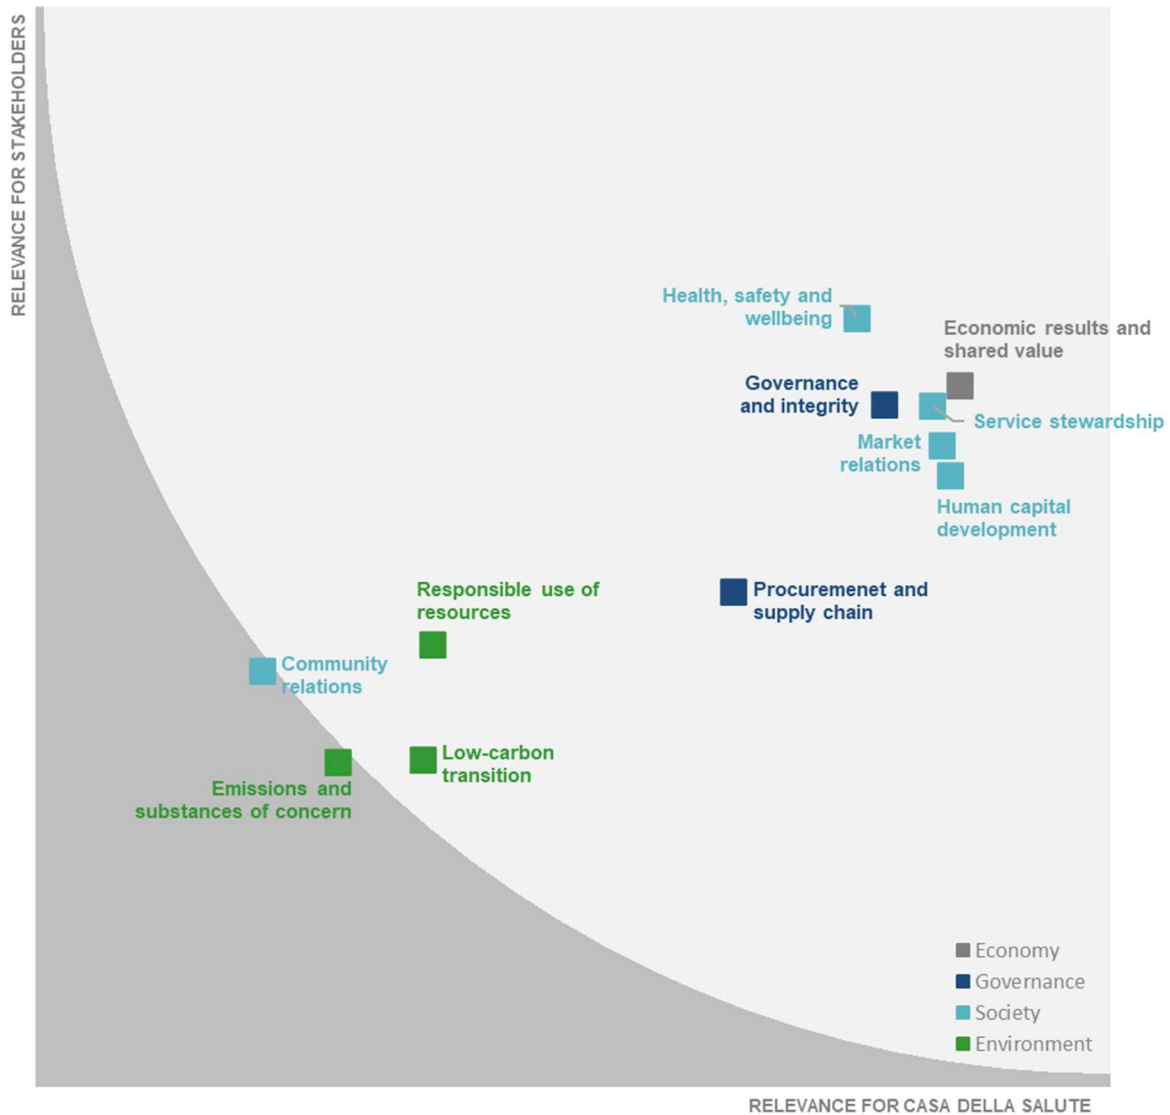 RELEVANCE FOR STAKEHOLDERS
Health, safety and
wellbeing
Economic results and
shared value
Governance
and integrity
Service stewardship
Market
relations
Human capital
development
Responsible use of
resources
Procuremenet and
supply chain
Community
relations
Low-carbon
transition
Emissions and
substances of concern
Economy
Governance
Society
Environment
RELEVANCE FOR CASA DELLA SALUTE